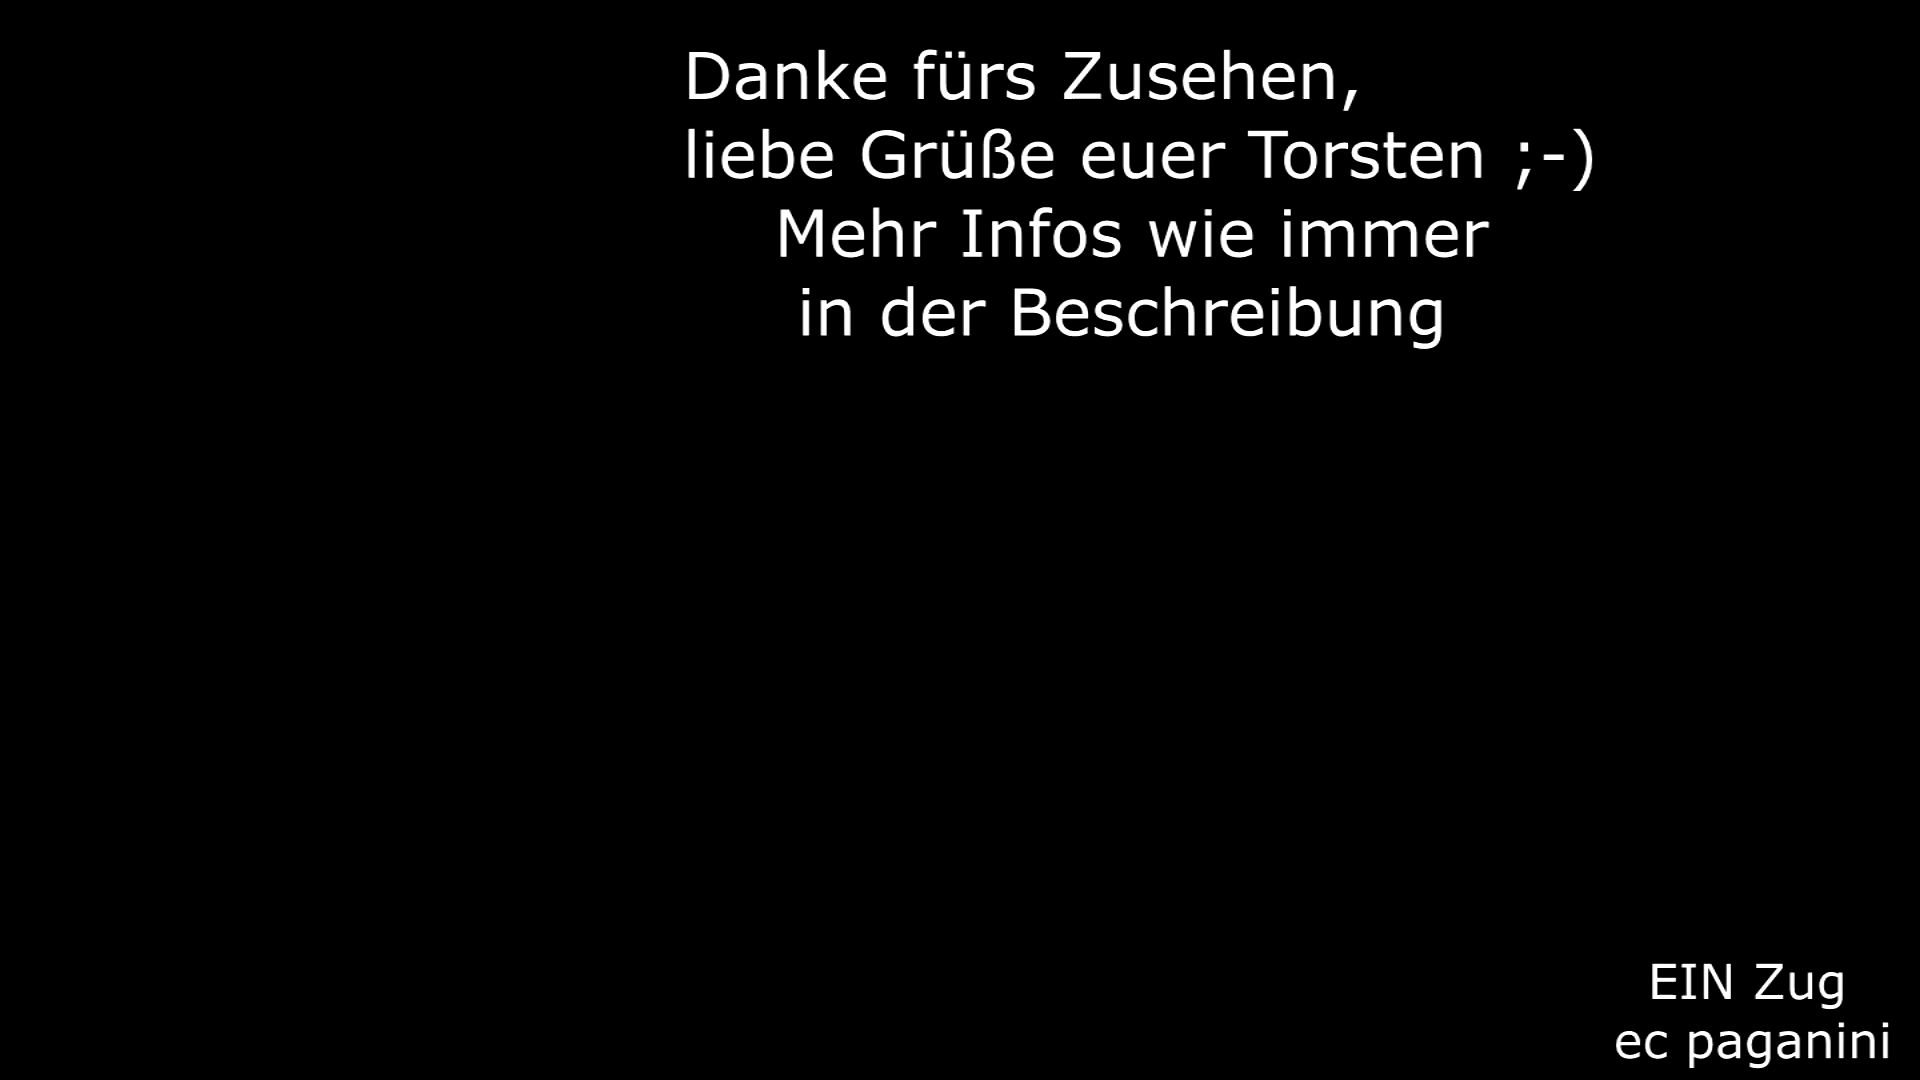 Danke fürs Zusehen,
liebe Grüße euer Torsten ;-)
Mehr Infos wie immer
in der Beschreibung
EIN Zug
ec paganini